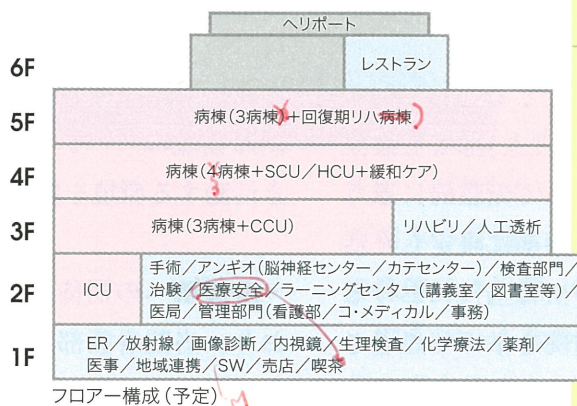 ヘリポート
6F
レストラン
5F
病棟(3病棟)+回復期リハ病棟
4F
病棟(4病棟+SCU/HCU+緩和ケア)
3F
病棟(3病棟+CCU)
リハビリ/人工透析
2F
ICU
手術/アンギオ(脳神経センター/カテセンター)/検査部門/
治験/医療安全/ラーニングセンター(講義室/図書室等)/
医局/管理部門(看護部/コ・メディカル/事務)
1F
ER/放射線/画像診断/内視鏡/生理検査/化学療法/薬剤/
医事/地域連携/SW/売店/喫茶
フロアー構成(予定)